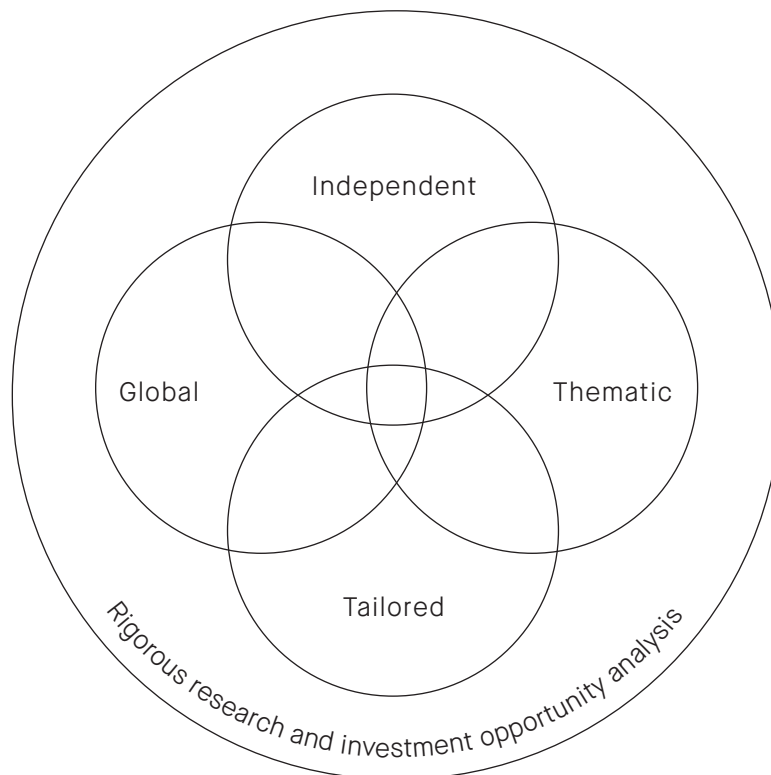 Independent
Global
Thematic
Tailored
Rigorous research and investment opportunity analysis